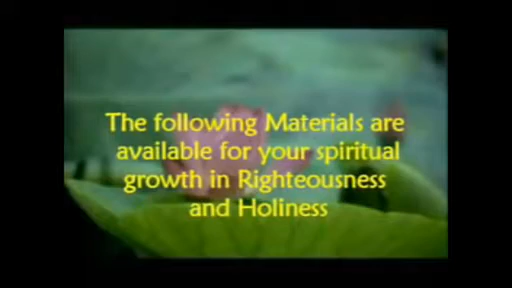 The following Materials are
available for your spiritual
growth in Righteousness
and Holiness